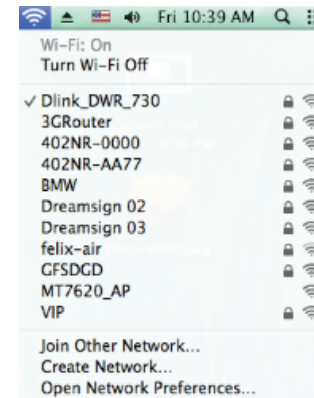 Fri 10:39 AM
Wi-Fi: On
Turn Wi-Fi Off
✓ Dlink_DWR_730
3GRouter
402NR-0000
402NR-AA77
BMW
Dreamsign 02
Dreamsign 03
felix-air
GFSDGD
MT7620_AP
VIP
Join Other Network...
Create Network...
Open Network Preferences...